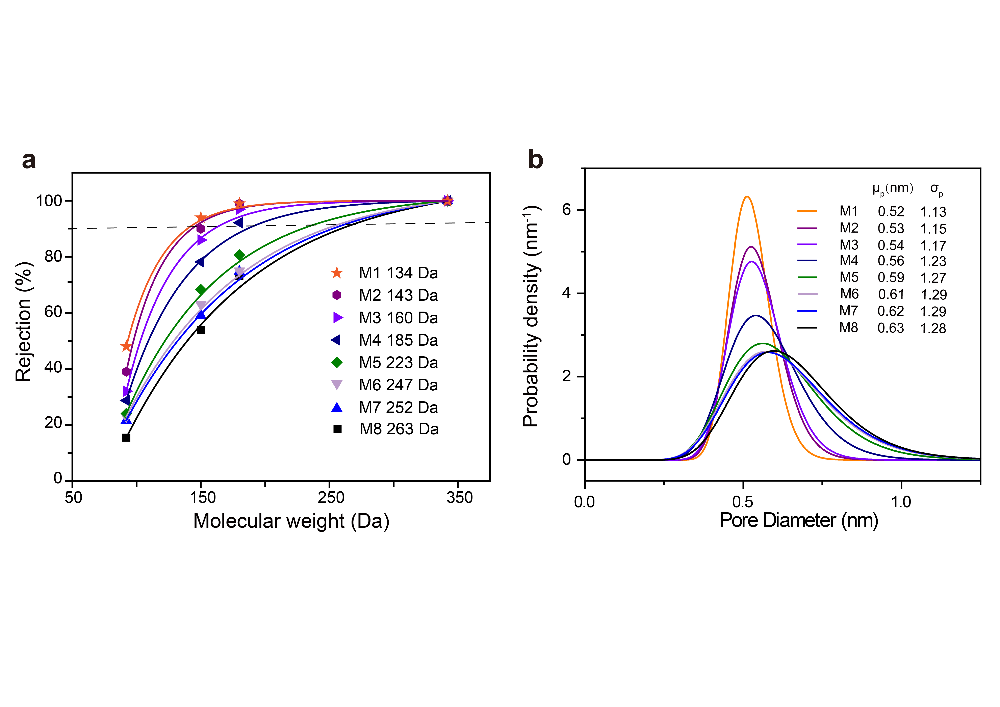 a
Rejection (%)
100
80
60
40
20
0
50
150
250
350
Molecular weight (Da)
M1 134 Da
M2 143 Da
M3 160 Da
M4 185 Da
M5 223 Da
M6 247 Da
M7 252 Da
M8 263 Da
b
Probability density (nm⁻¹)
6
4
2
0
0.0
0.5
1.0
Pore Diameter (nm)
μp(nm) σp
M1 0.52 1.13
M2 0.53 1.15
M3 0.54 1.17
M4 0.56 1.23
M5 0.59 1.27
M6 0.61 1.29
M7 0.62 1.29
M8 0.63 1.28